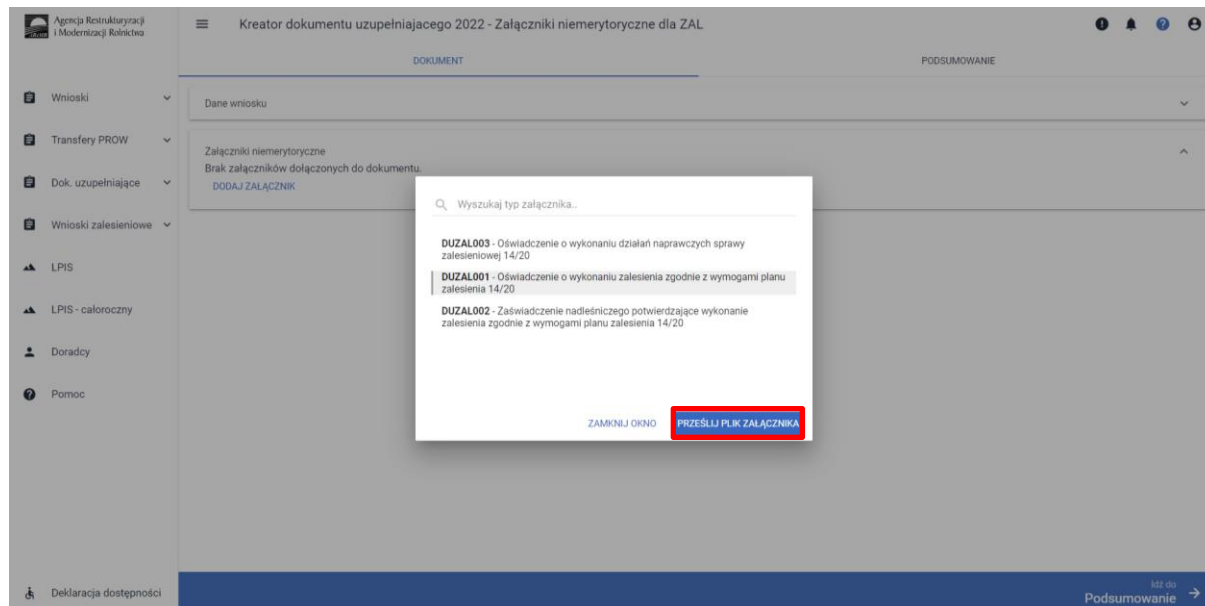 Agencja Restrukturyzacji
i Modernizacji Rolnictwa
Kreator dokumentu uzupełniajacego 2022 - Załączniki niemerytoryczne dla ZAL
DOKUMENT
PODSUMOWANIE
Wnioski
Transfery PROW
Dok. uzupełniające
Wnioski zalesieniowe
LPIS
LPIS - całoroczny
Doradcy
Pomoc
Deklaracja dostępności
Dane wniosku
Załączniki niemerytoryczne
Brak załączników dołączonych do dokumentu.
DODAJ ZAŁĄCZNIK
Wyszukaj typ załącznika..
DUZAL003 - Oświadczenie o wykonaniu działań naprawczych sprawy
zalesieniowej 14/20
DUZAL001 - Oświadczenie o wykonaniu zalesienia zgodnie z wymogami planu
zalesienia 14/20
DUZAL002 - Zaświadczenie nadleśniczego potwierdzające wykonanie
zalesienia zgodnie z wymogami planu zalesienia 14/20
ZAMKNIJ OKNO
PRZEŚLIJ PLIK ZAŁĄCZNIKA
Idź do
Podsumowanie